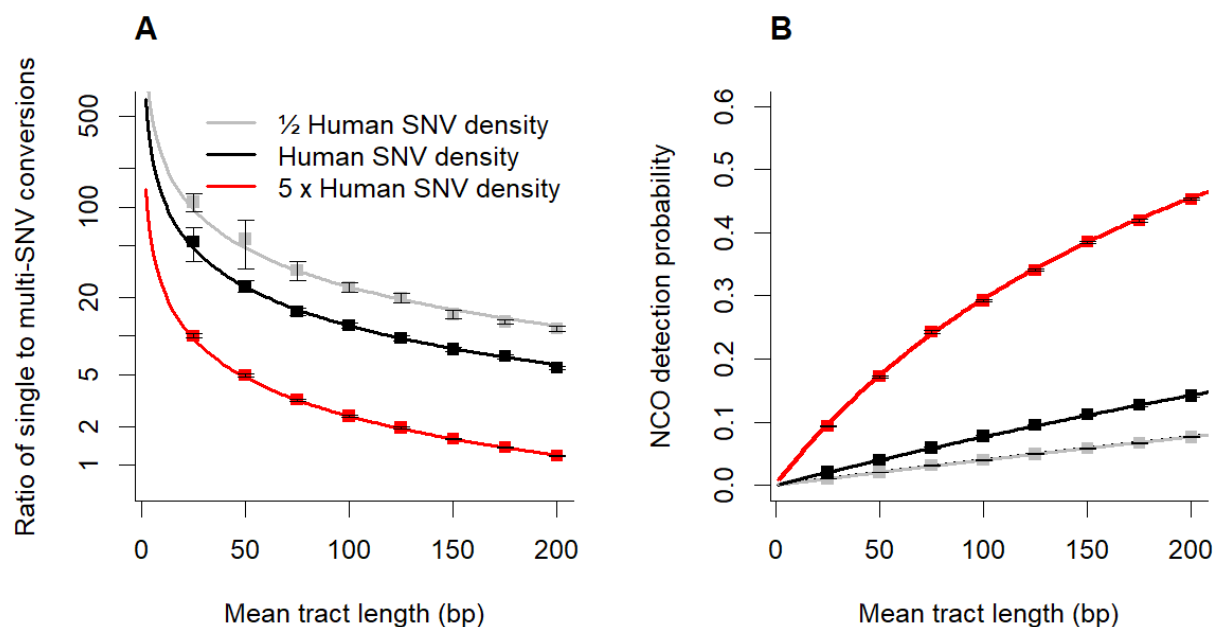 A
Ratio of single to multi-SNV conversions
500
100
20
5
2
1
½ Human SNV density
Human SNV density
5 x Human SNV density
0 50 100 150 200
Mean tract length (bp)
B
NCO detection probability
0.6
0.5
0.4
0.3
0.2
0.1
0.0
0 50 100 150 200
Mean tract length (bp)